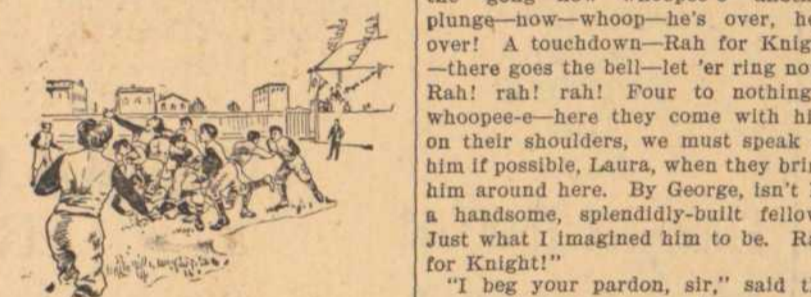 plunge—now—whoop—he's over, he
over! A touchdown—Rah for Knig
—there goes the bell—let 'er ring no
Rah! rah! rah! Four to nothing
whoopee-e—here they come with hi
on their shoulders, we must speak
him if possible, Laura, when they brin
him around here. By George, isn't
a handsome, splendidly-built fellow
Just what I imagined him to be. Ra
for Knight!"
"I beg your pardon, sir," said t